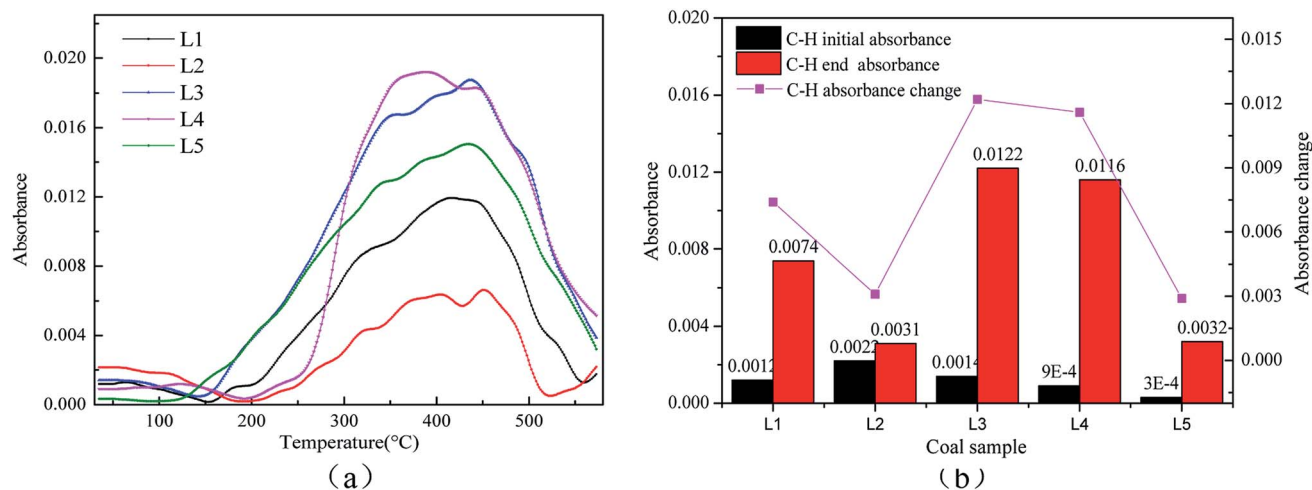 (a)
0.020
0.016
0.012
0.008
0.004
0.000
Absorbance
L1
L2
L3
L4
L5
100
200
300
400
500
Temperature(°C)
（a）
(b)
0.020
0.016
0.012
0.008
0.004
0.000
Absorbance
C-H initial absorbance
C-H end absorbance
C-H absorbance change
0.0012
0.0074
0.0022
0.0031
0.0014
0.0122
9E-4
0.0116
3E-4
0.0032
0.015
0.012
0.009
0.006
0.003
0.000
Absorbance change
L1
L2
L3
L4
L5
Coal sample
（b）